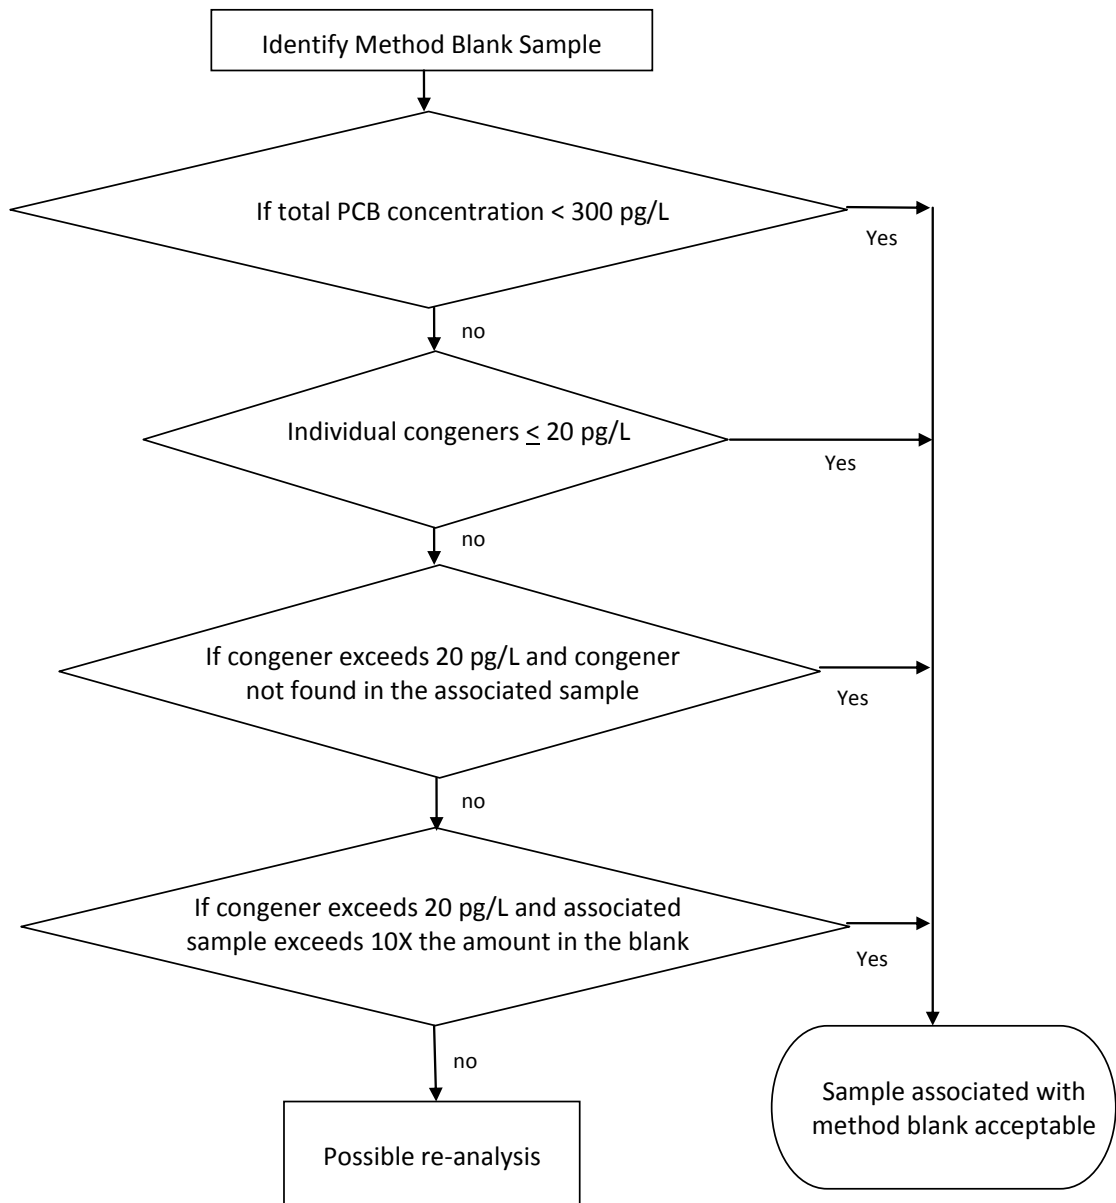 Identify Method Blank Sample
If total PCB concentration < 300 pg/L
Yes
no
Individual congeners ≤ 20 pg/L
Yes
no
If congener exceeds 20 pg/L and congener
not found in the associated sample
Yes
no
If congener exceeds 20 pg/L and associated
sample exceeds 10X the amount in the blank
Yes
no
Sample associated with
method blank acceptable
Possible re-analysis